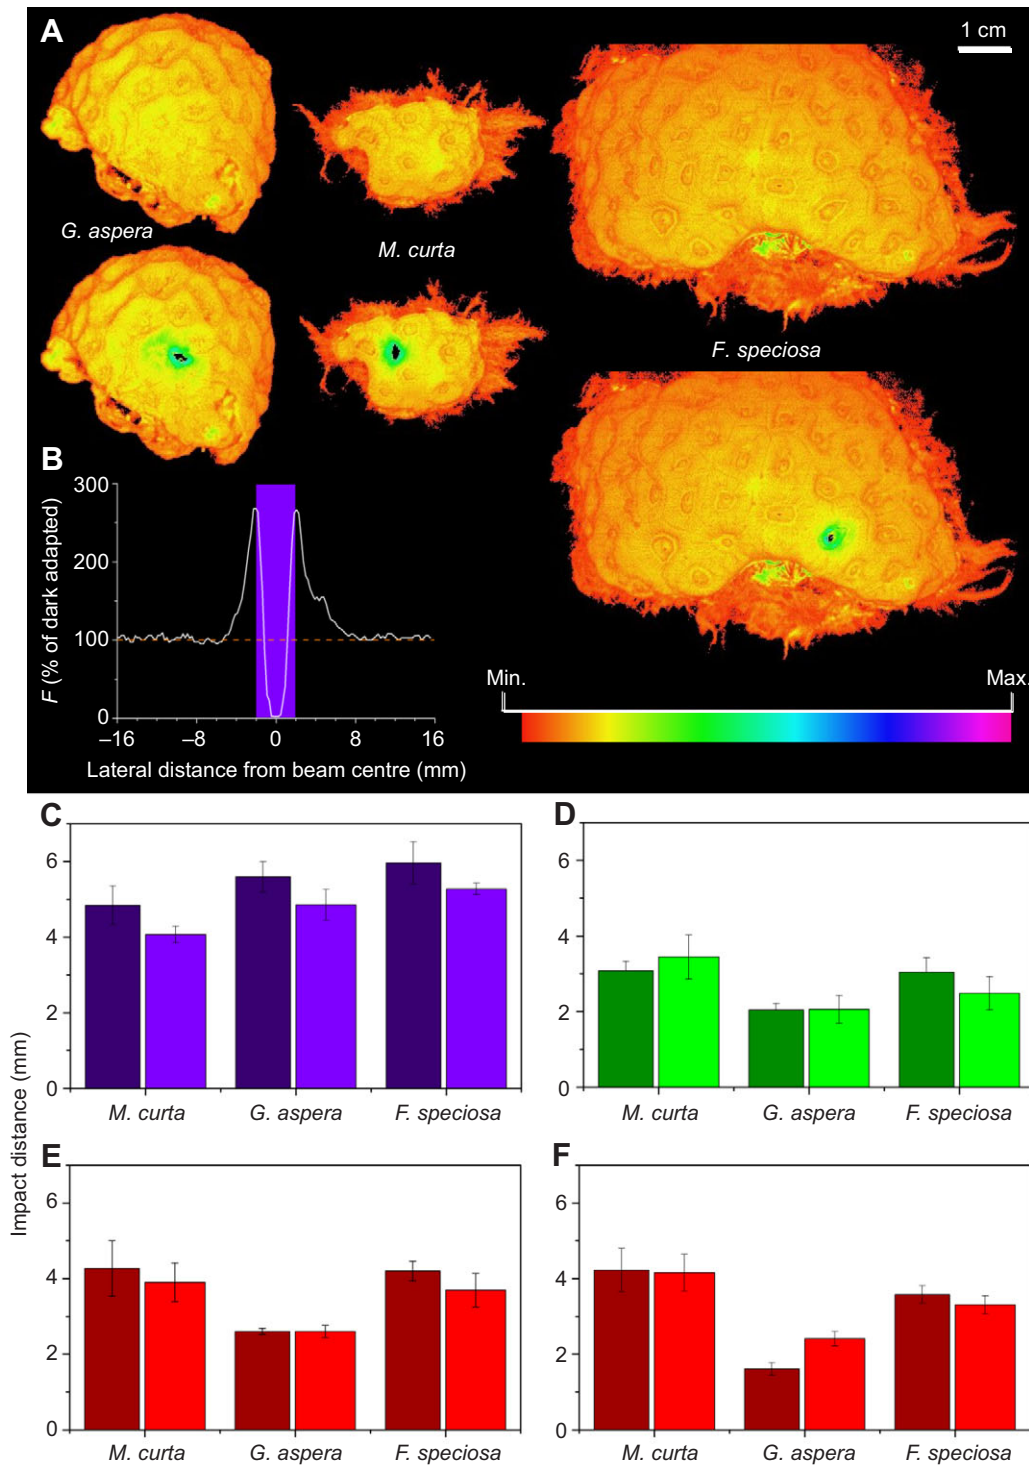 A
1 cm
G. aspera
M. curta
F. speciosa
B
300
200
100
0
–16
–8
0
8
16
F (% of dark adapted)
Lateral distance from beam centre (mm)
Min.
Max.
C
6
4
2
0
M. curta
G. aspera
F. speciosa
D
6
4
2
0
M. curta
G. aspera
F. speciosa
Impact distance (mm)
E
6
4
2
0
M. curta
G. aspera
F. speciosa
F
6
4
2
0
M. curta
G. aspera
F. speciosa